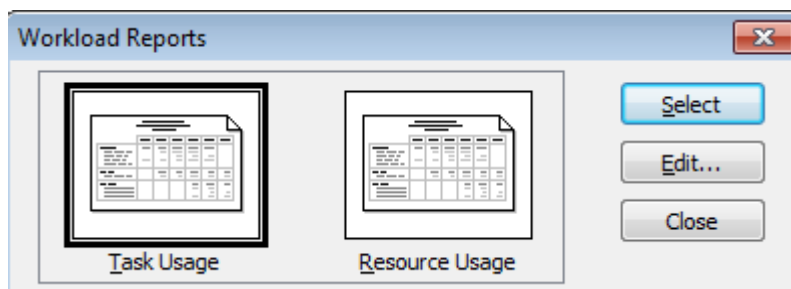 Workload Reports
Select
Edit...
Close
Task Usage
Resource Usage